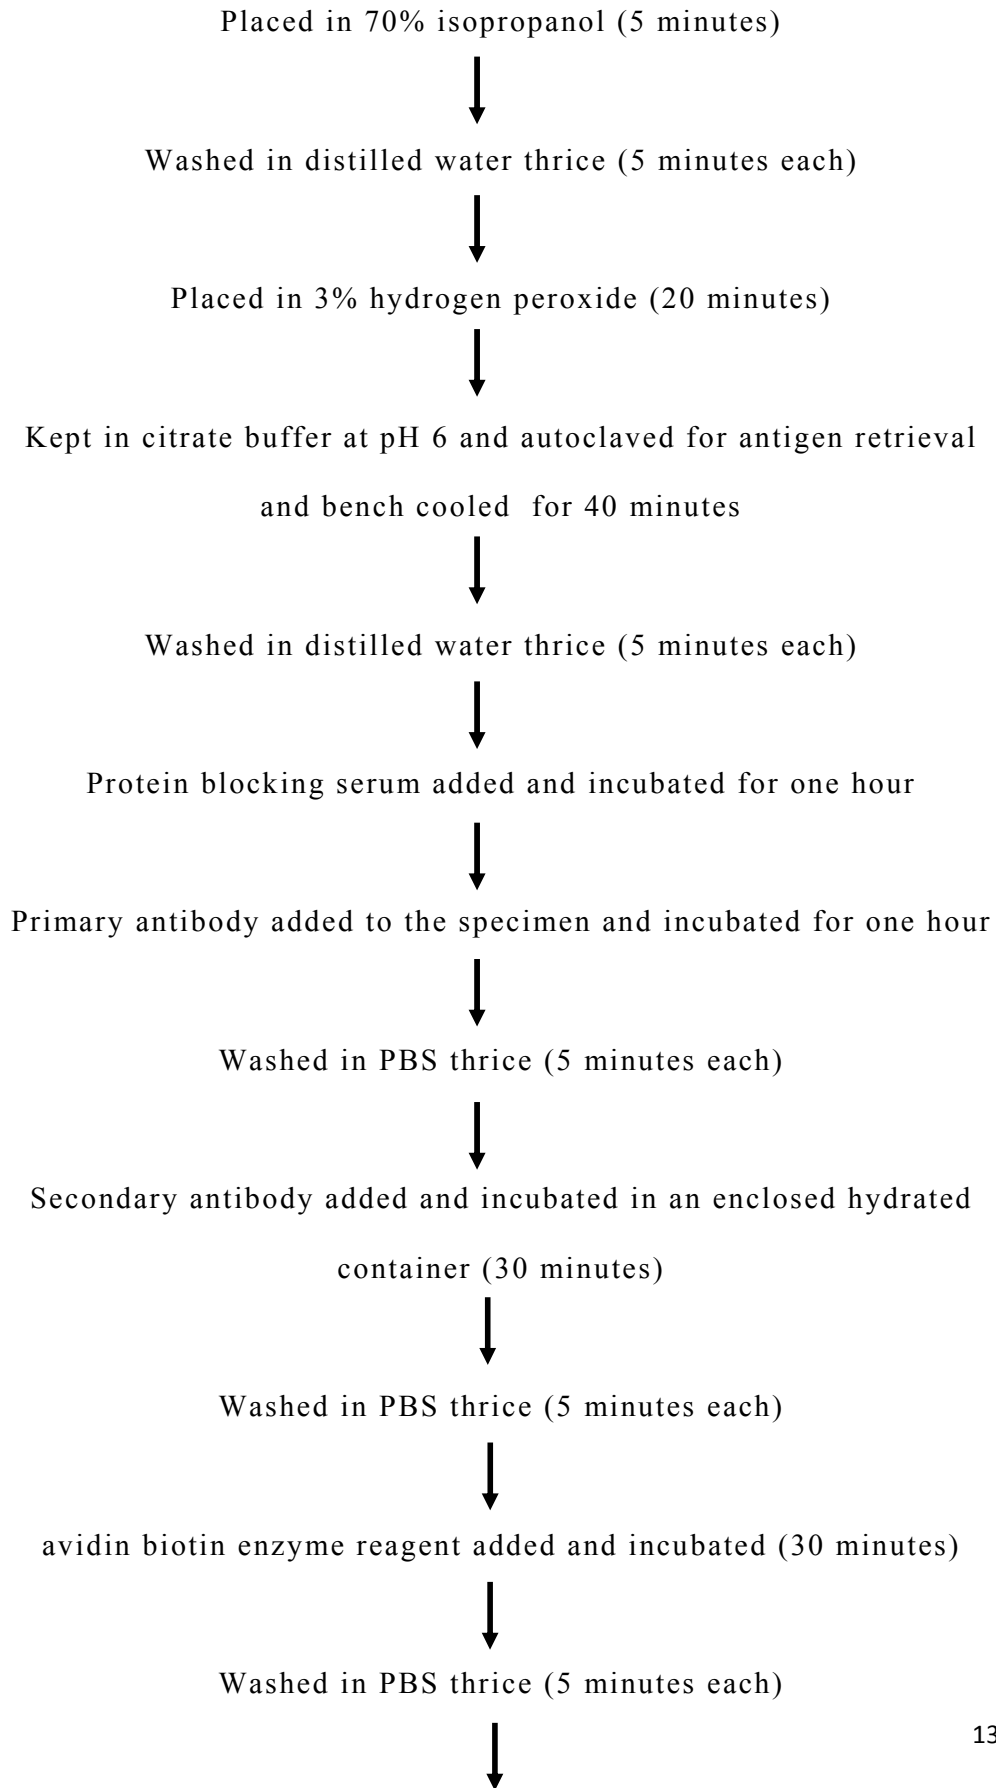 Placed in 70% isopropanol (5 minutes)
Washed in distilled water thrice (5 minutes each)
Placed in 3% hydrogen peroxide (20 minutes)
Kept in citrate buffer at pH 6 and autoclaved for antigen retrieval
and bench cooled for 40 minutes
Washed in distilled water thrice (5 minutes each)
Protein blocking serum added and incubated for one hour
Primary antibody added to the specimen and incubated for one hour
Washed in PBS thrice (5 minutes each)
Secondary antibody added and incubated in an enclosed hydrated
container (30 minutes)
Washed in PBS thrice (5 minutes each)
avidin biotin enzyme reagent added and incubated (30 minutes)
Washed in PBS thrice (5 minutes each)
13